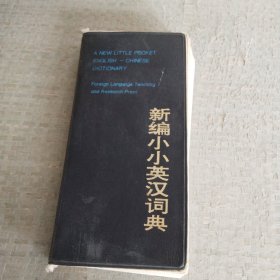 A NEW LITTLE POCKET
ENGLISH - CHINESE
DICTIONARY
Foreign Language Teaching
and Research Press
新编小小英汉词典